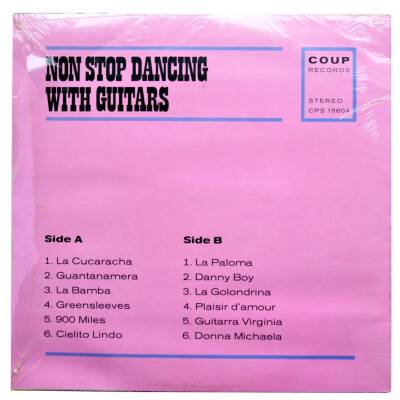 NON STOP DANCING
WITH GUITARS
COUP
RECORDS
STEREO
CPS 15604
Side A
1. La Cucaracha
2. Guantanamera
3. La Bamba
4. Greensleeves
5. 900 Miles
6. Cielito Lindo
Side B
1. La Paloma
2. Danny Boy
3. La Golondrina
4. Plaisir d'amour
5. Guitarra Virginia
6. Donna Michaela